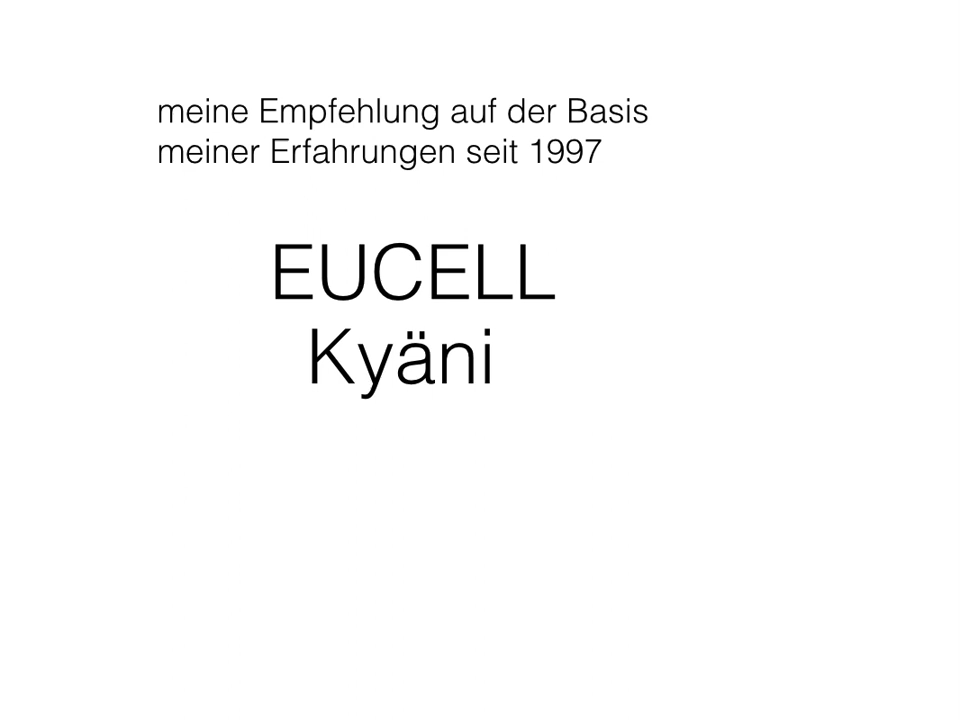 meine Empfehlung auf der Basis
meiner Erfahrungen seit 1997
EUCELL
Kyäni